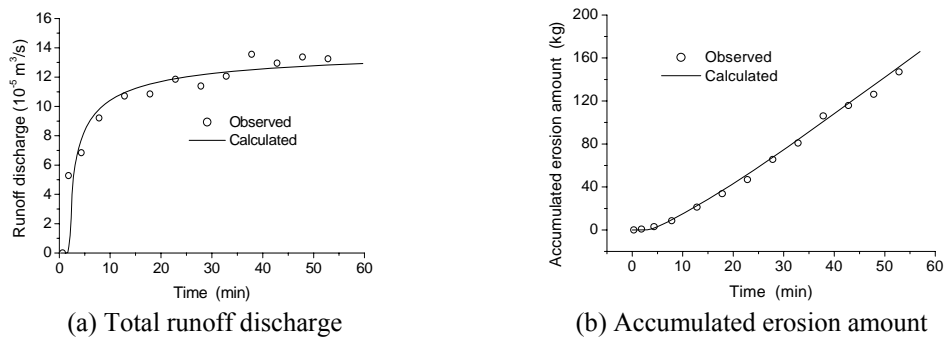 16
14
12
10
8
6
4
2
0
0 10 20 30 40 50 60
Runoff discharge (10⁻⁵ m³/s)
Time (min)
Observed
Calculated
(a) Total runoff discharge
200
160
120
80
40
0
0 10 20 30 40 50 60
Accumulated erosion amount (kg)
Time (min)
Observed
Calculated
(b) Accumulated erosion amount